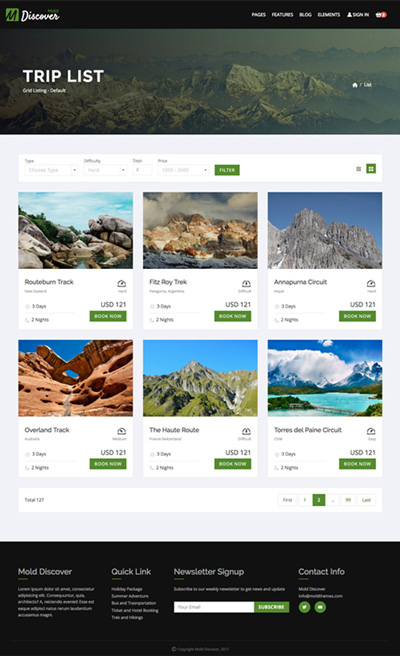 MOLD
Discover
PAGES FEATURES BLOG ELEMENTS SIGN IN
TRIP LIST
Grid Listing - Default
/ List
Type Difficulty Days Price
Choose Type Hard 3 1000 - 2000 FILTER
Routeburn Track Fitz Roy Trek Annapurna Circuit
New Zealand Hard Patagonia, Argentina Difficult Nepal Hard
3 Days USD 121 3 Days USD 121 3 Days USD 121
2 Nights BOOK NOW 2 Nights BOOK NOW 2 Nights BOOK NOW
Overland Track The Haute Route Torres del Paine Circuit
Australia Medium France-Switzerland Difficult Chile Easy
3 Days USD 121 3 Days USD 121 3 Days USD 121
2 Nights BOOK NOW 2 Nights BOOK NOW 2 Nights BOOK NOW
Total 127 First 1 2 ... 99 Last
Mold Discover Quick Link Newsletter Signup Contact Info
Lorem ipsum dolor sit amet, consectetur Holiday Package Subscribe to our weekly newsletter to get news and update Mold Discover
adipisicing elit. Consequuntur, quia, Summer Adventure info@moldthemes.com
architecto? A, reiciendis eveniet! Esse Bus and Transportation Your Email SUBSCRIBE
eaque adipisci Ticket and Hotel Booking
Trek and Hikings
© Copyright Mold Discover, 2017